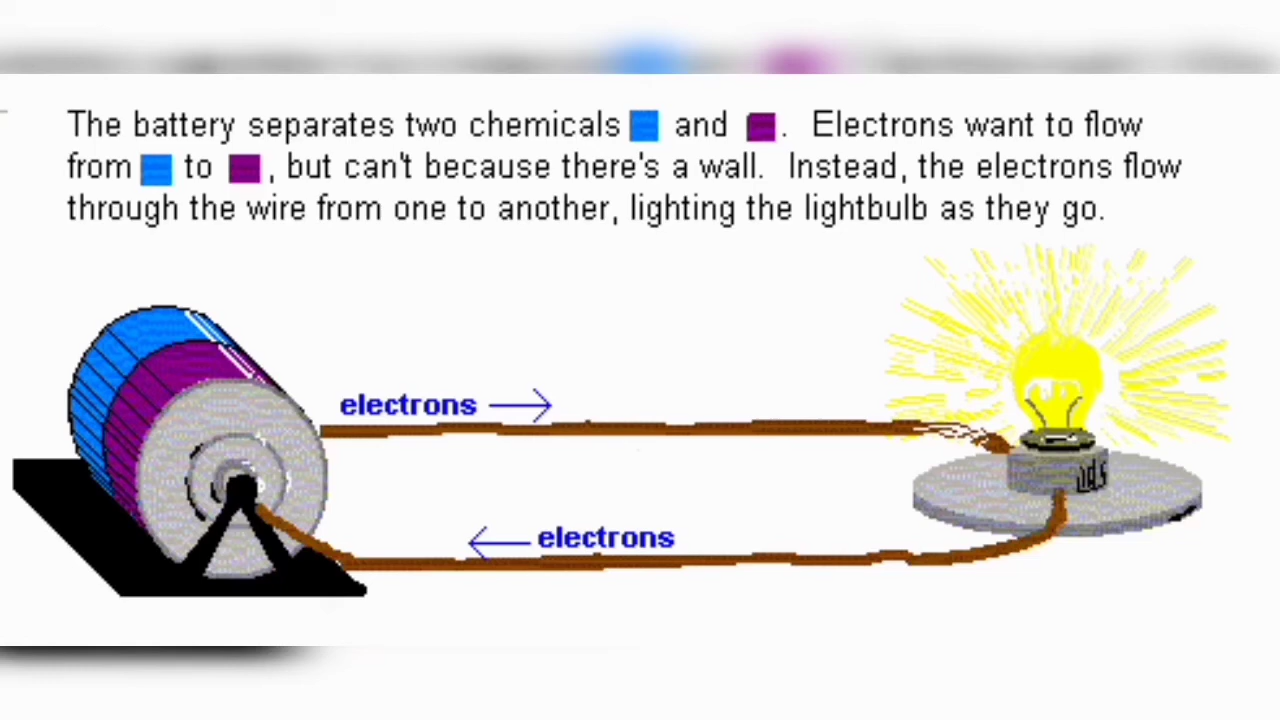 The battery separates two chemicals and . Electrons want to flow
from to , but can't because there's a wall. Instead, the electrons flow
through the wire from one to another, lighting the lightbulb as they go.
electrons
electrons